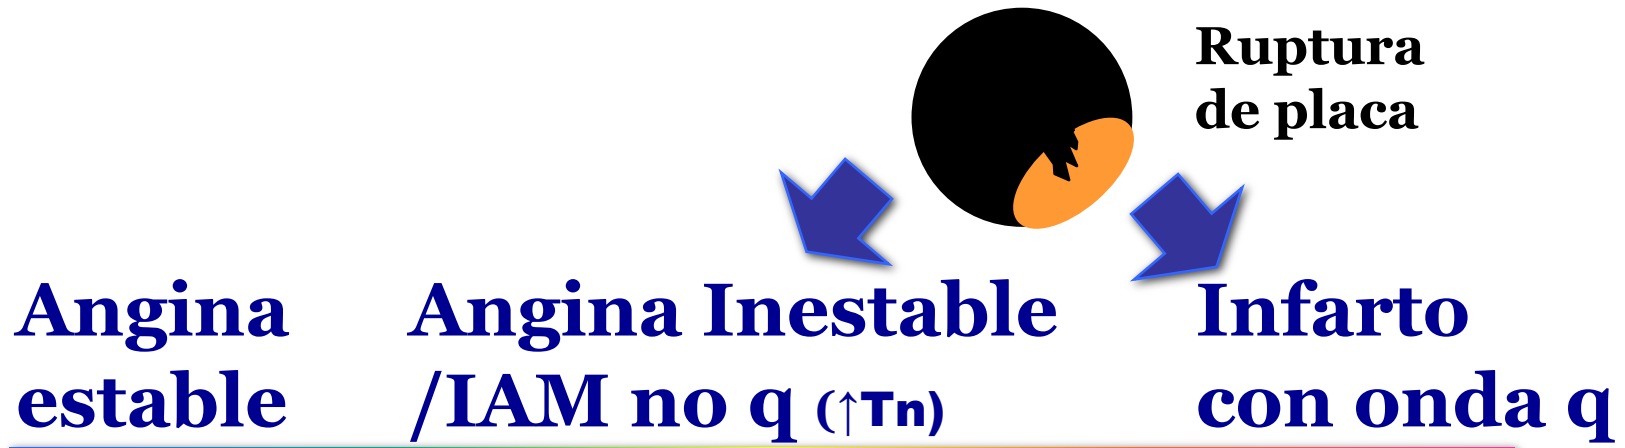 Ruptura
de placa
Angina
estable
Angina Inestable
/IAM no q (↑Tn)
Infarto
con onda q